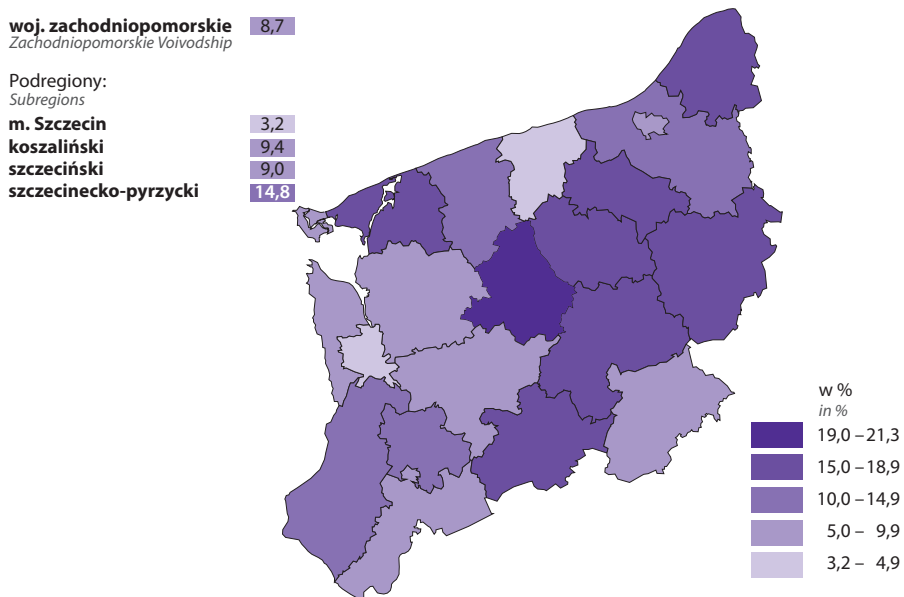 woj. zachodniopomorskie 8,7
Zachodniopomorskie Voivodship
Podregiony:
Subregions
m. Szczecin 3,2
koszaliński 9,4
szczeciński 9,0
szczecinecko-pyrzycki 14,8
w %
in %
19,0 – 21,3
15,0 – 18,9
10,0 – 14,9
5,0 – 9,9
3,2 – 4,9